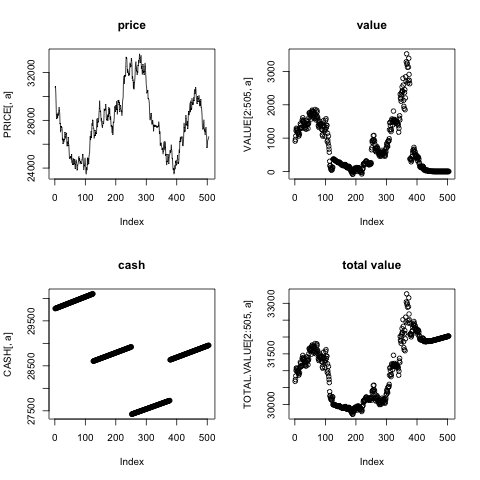 price
PRICE[, a]
24000 28000 32000
0 100 200 300 400 500
Index
value
VALUE[2:505, a]
0 1000 2000 3000
0 100 200 300 400 500
Index
cash
CASH[, a]
27500 28500 29500
0 100 200 300 400 500
Index
total value
TOTAL.VALUE[2:505, a]
30000 31500 33000
0 100 200 300 400 500
Index